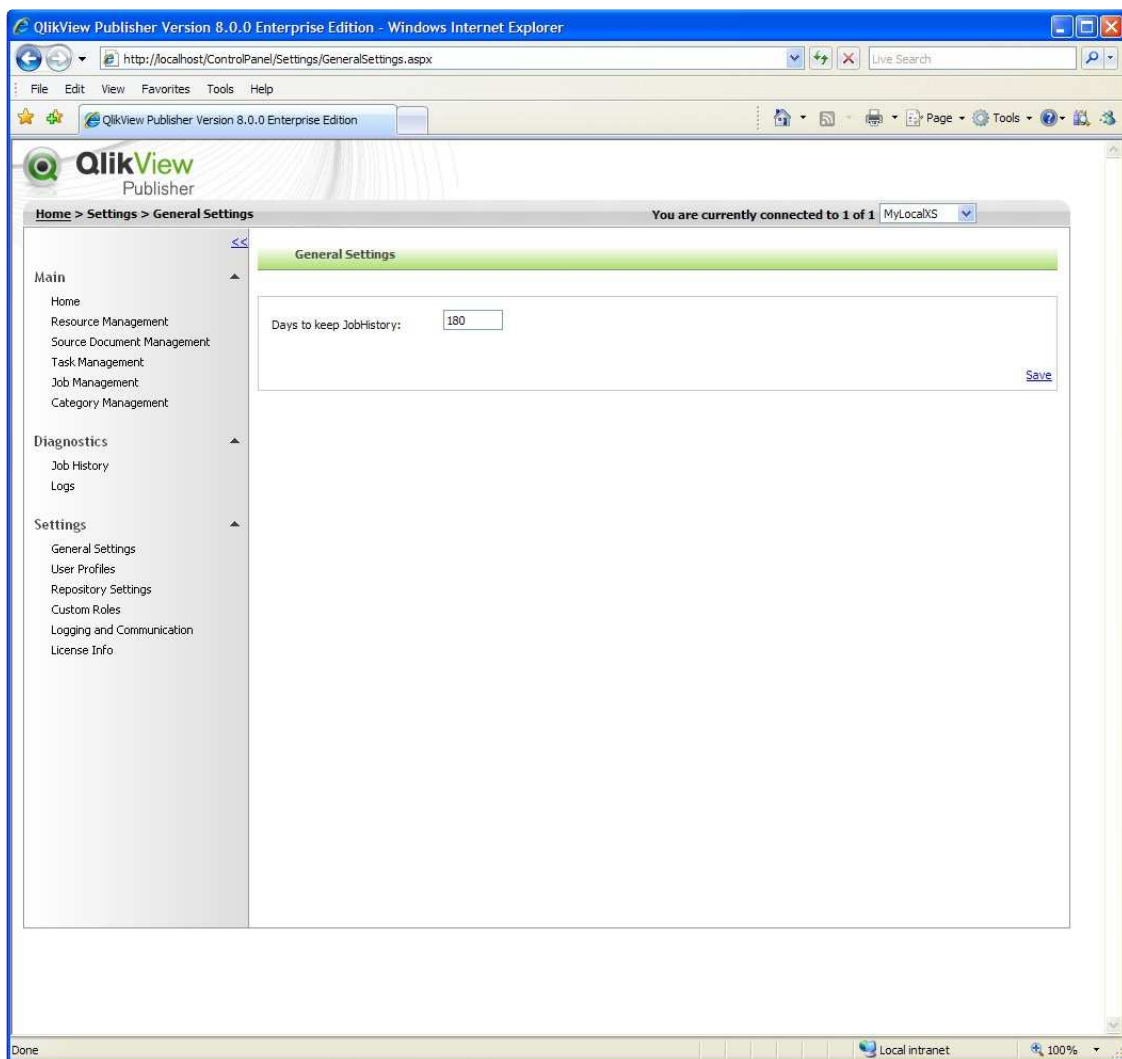 QlikView Publisher Version 8.0.0 Enterprise Edition - Windows Internet Explorer
http://localhost/ControlPanel/Settings/GeneralSettings.aspx
Live Search
File Edit View Favorites Tools Help
QlikView Publisher Version 8.0.0 Enterprise Edition
Page Tools
QlikView
Publisher
Home > Settings > General Settings
You are currently connected to 1 of 1 MyLocalXS
<<
Main
Home
Resource Management
Source Document Management
Task Management
Job Management
Category Management
Diagnostics
Job History
Logs
Settings
General Settings
User Profiles
Repository Settings
Custom Roles
Logging and Communication
License Info
General Settings
Days to keep JobHistory: 180
Save
Done
Local intranet
100%